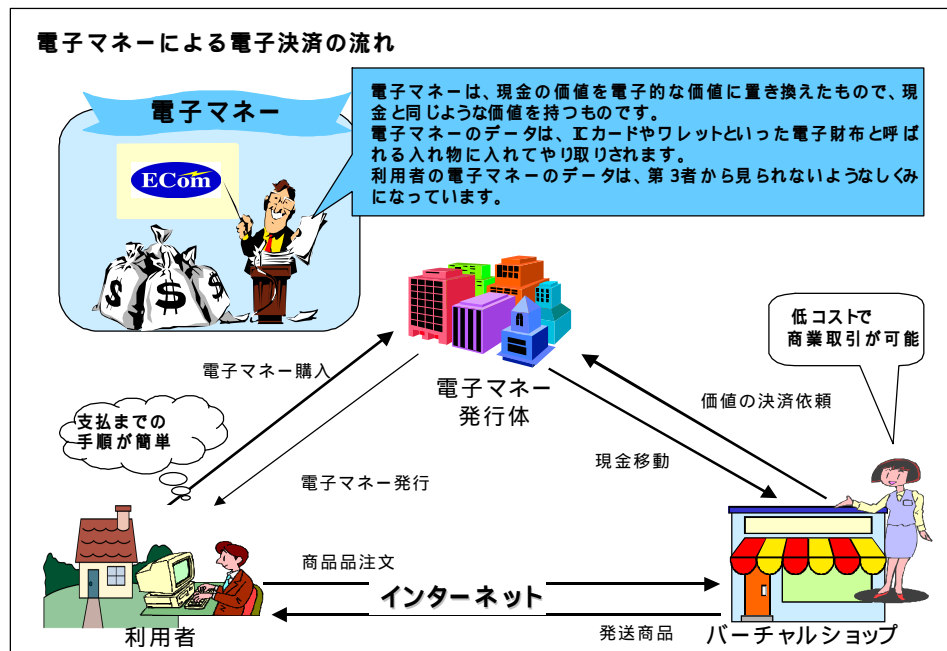 電子マネーによる電子決済の流れ
電子マネー
電子マネーは、現金の価値を電子的な価値に置き換えたもので、現
金と同じような価値を持つものです。
電子マネーのデータは、ICカードやワレットといった電子財布と呼ば
れる入れ物に入れてやり取りされます。
利用者の電子マネーのデータは、第3者から見られないようなしくみ
になっています。
ECom
$
$
$
低コストで
商業取引が可能
電子マネー購入
電子マネー
発行体
価値の決済依頼
支払までの
手順が簡単
現金移動
電子マネー発行
商品品注文
インターネット
発送商品
利用者
バーチャルショップ